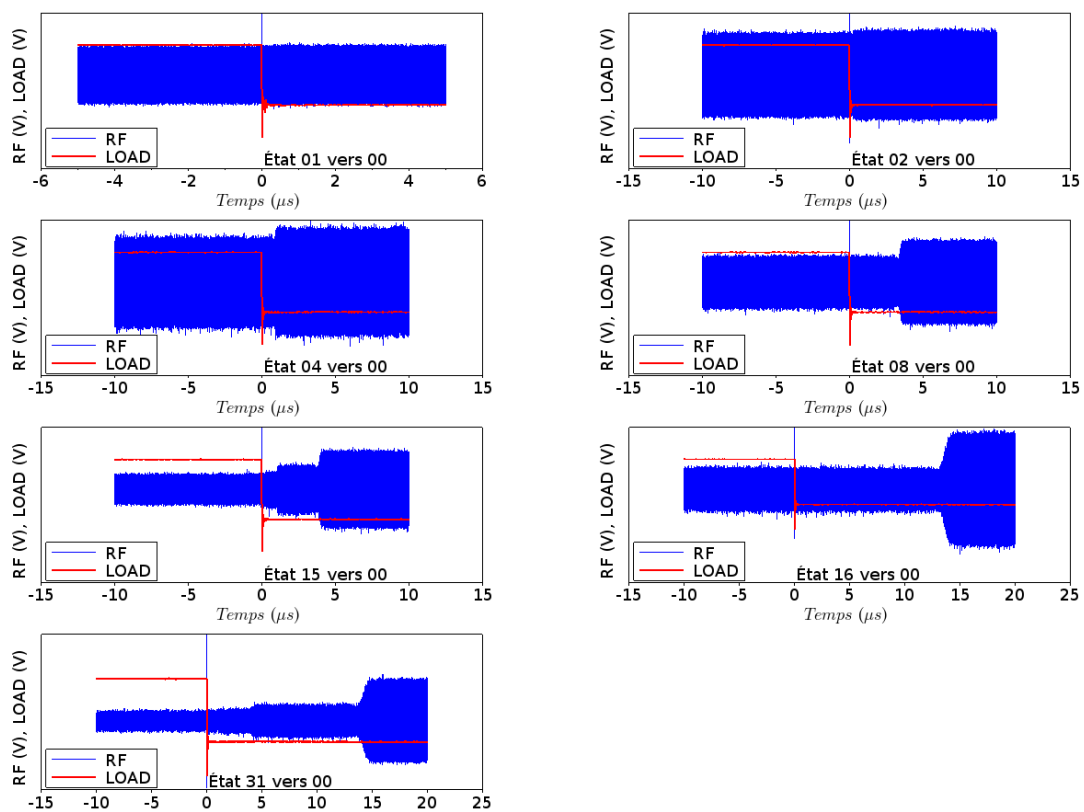 RF (V), LOAD (V)
RF
LOAD
État 01 vers 00
-6 -4 -2 0 2 4 6
Temps (μs)
RF (V), LOAD (V)
RF
LOAD
État 02 vers 00
-15 -10 -5 0 5 10 15
Temps (μs)
RF (V), LOAD (V)
RF
LOAD
État 04 vers 00
-15 -10 -5 0 5 10 15
Temps (μs)
RF (V), LOAD (V)
RF
LOAD
État 08 vers 00
-15 -10 -5 0 5 10 15
Temps (μs)
RF (V), LOAD (V)
RF
LOAD
État 15 vers 00
-15 -10 -5 0 5 10 15
Temps (μs)
RF (V), LOAD (V)
RF
LOAD
État 16 vers 00
-15 -10 -5 0 5 10 15 20 25
Temps (μs)
RF (V), LOAD (V)
RF
LOAD
État 31 vers 00
-15 -10 -5 0 5 10 15 20 25